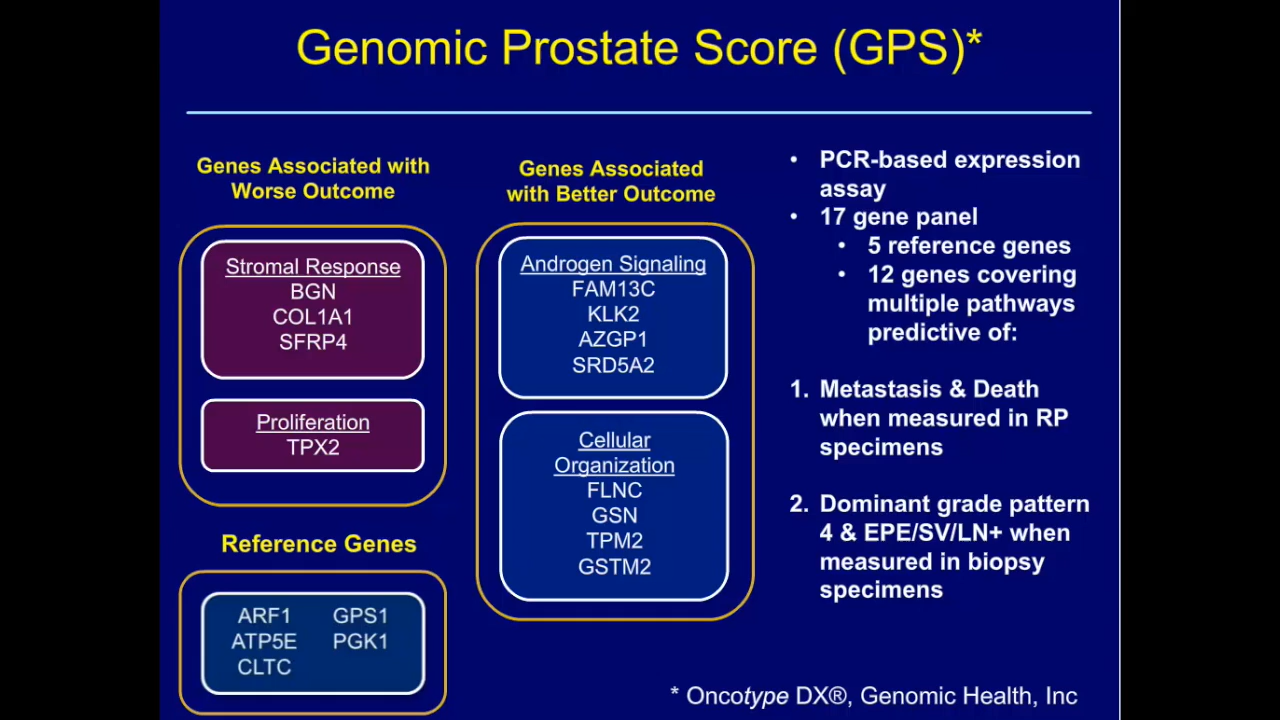 Genomic Prostate Score (GPS)*
Genes Associated with
Worse Outcome
Stromal Response
BGN
COL1A1
SFRP4
Proliferation
TPX2
Reference Genes
ARF1 GPS1
ATP5E PGK1
CLTC
Genes Associated
with Better Outcome
Androgen Signaling
FAM13C
KLK2
AZGP1
SRD5A2
Cellular
Organization
FLNC
GSN
TPM2
GSTM2
• PCR-based expression
assay
• 17 gene panel
• 5 reference genes
• 12 genes covering
multiple pathways
predictive of:
1. Metastasis & Death
when measured in RP
specimens
2. Dominant grade pattern
4 & EPE/SV/LN+ when
measured in biopsy
specimens
* Oncotype DX®, Genomic Health, Inc